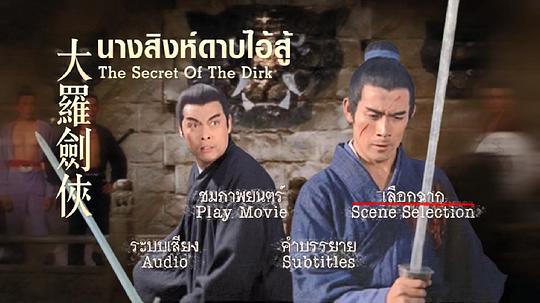 大羅劍俠
นางสิงห์ดาบไอ้สู้
The Secret Of The Dirk
ชมภาพยนตร์
Play Movie
เลือกฉาก
Scene Selection
ระบบเสียง
Audio
คำบรรยาย
Subtitles